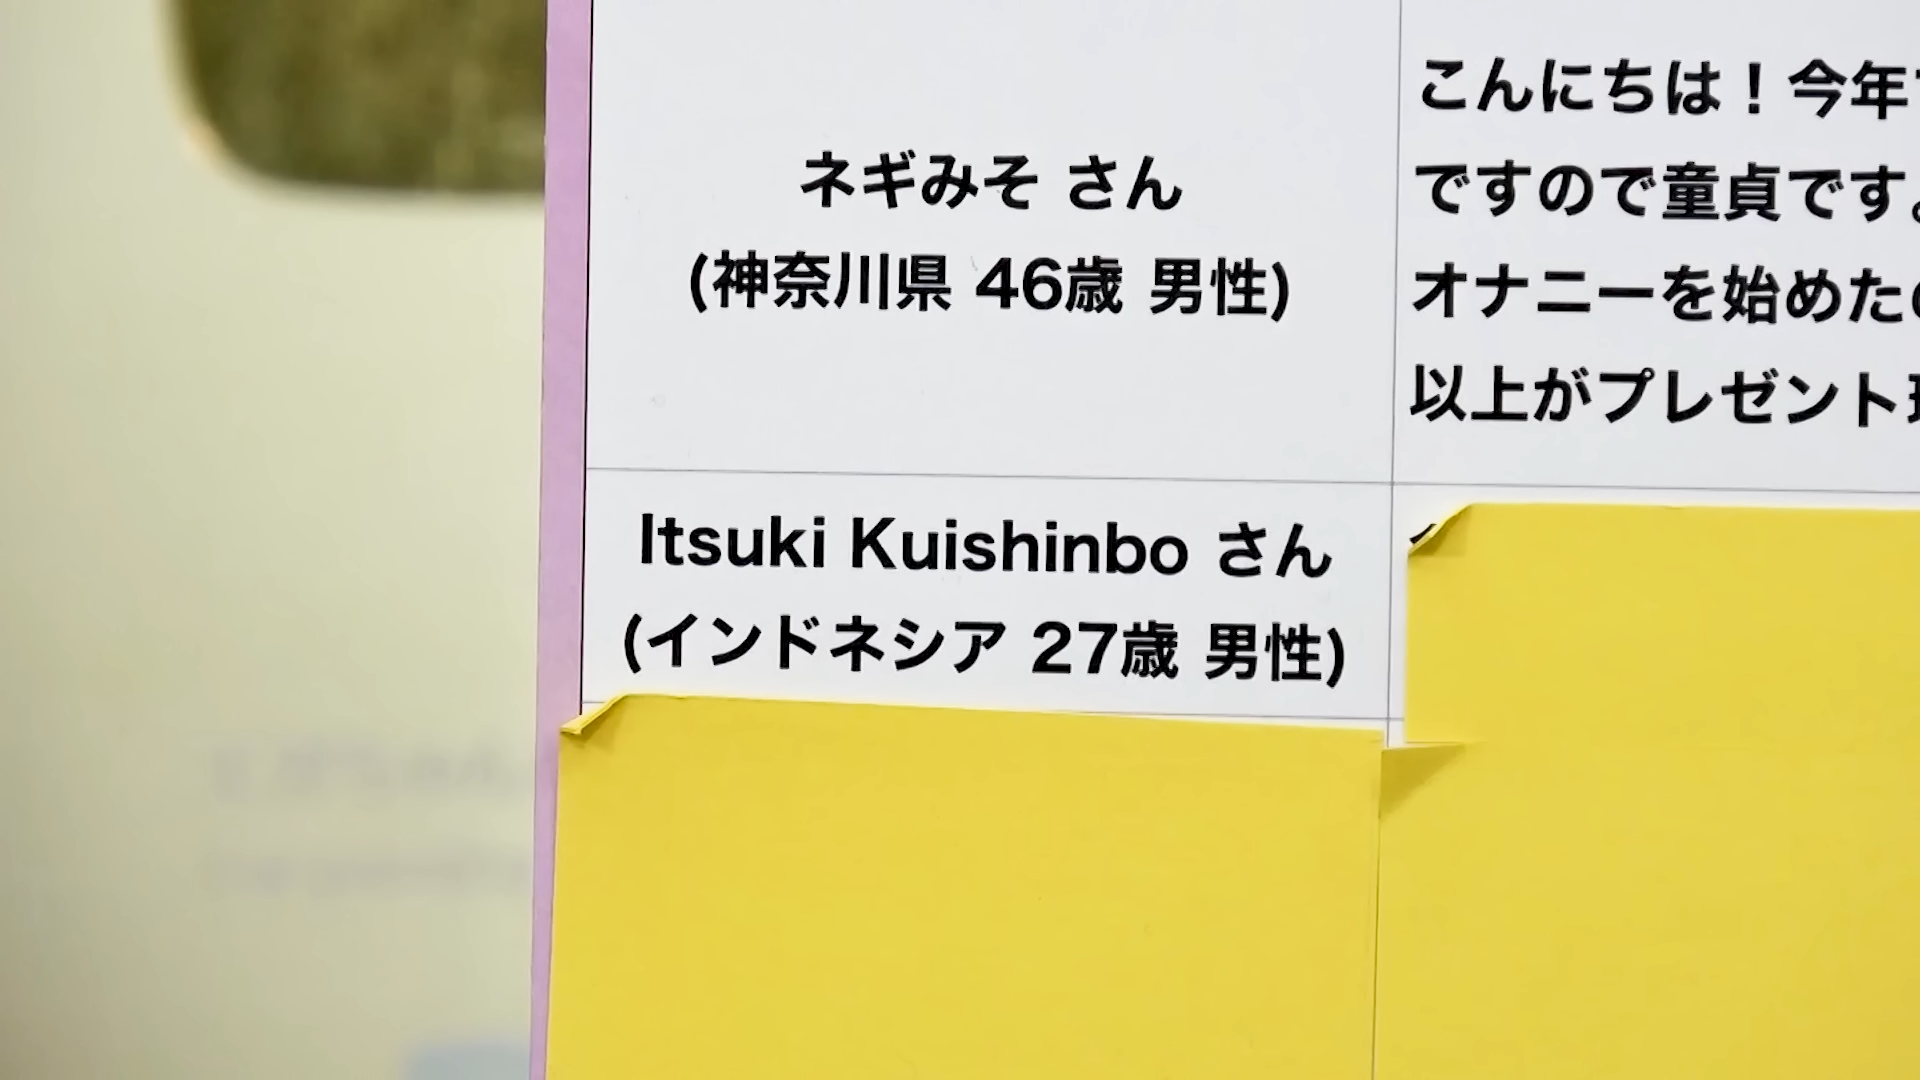 ネギみそ さん
(神奈川県 46歳 男性)
こんにちは！今年
ですので童貞です。
オナニーを始めたの
以上がプレゼント
Itsuki Kuishinbo さん
(インドネシア 27歳 男性)